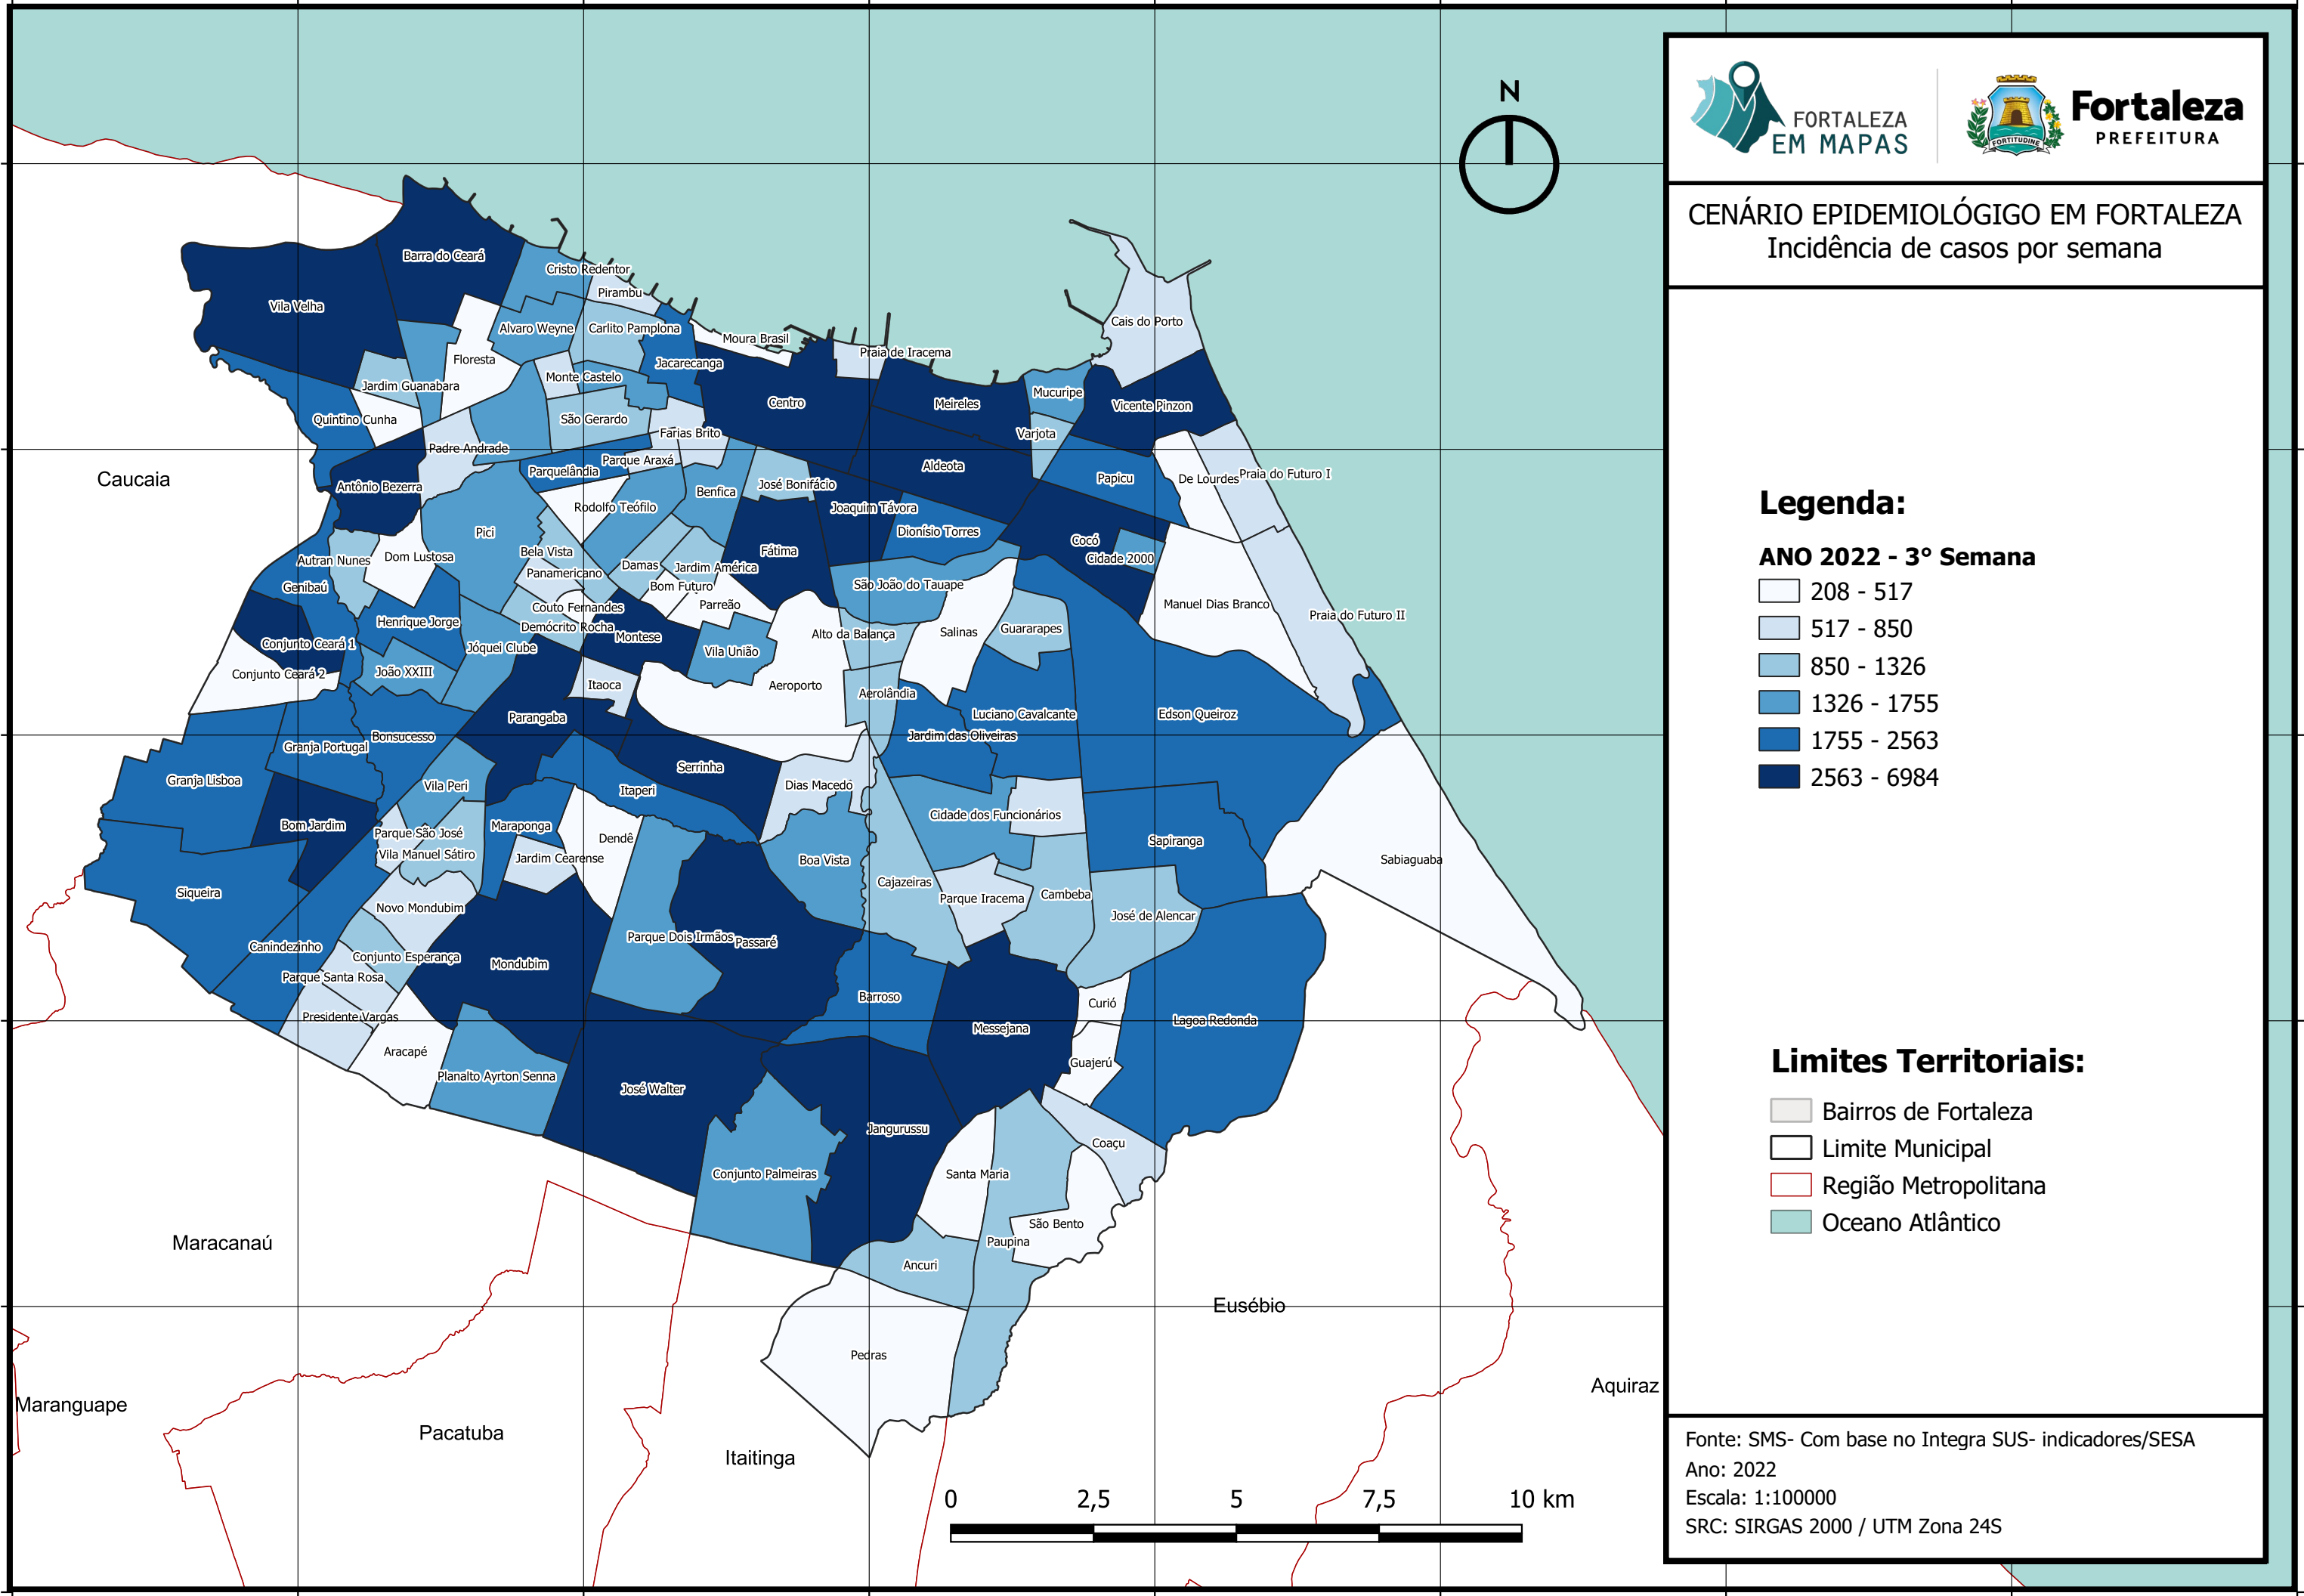 N
FORTALEZA
EM MAPAS
FORTITUDINE
Fortaleza
PREFEITURA
CENÁRIO EPIDEMIOLÓGIGO EM FORTALEZA
Incidência de casos por semana
Legenda:
ANO 2022 - 3° Semana
208 - 517
517 - 850
850 - 1326
1326 - 1755
1755 - 2563
2563 - 6984
Limites Territoriais:
Bairros de Fortaleza
Limite Municipal
Região Metropolitana
Oceano Atlântico
Fonte: SMS- Com base no Integra SUS- indicadores/SESA
Ano: 2022
Escala: 1:100000
SRC: SIRGAS 2000 / UTM Zona 24S
Barra do Ceará
Cristo Redentor
Pirambu
Vila Velha
Cais do Porto
Alvaro Weyne
Carlito Pamplona
Moura Brasil
Praia de Iracema
Floresta
Jacarecanga
Monte Castelo
Jardim Guanabara
Mucuripe
Centro
Meireles
Vicente Pinzon
Quintino Cunha
São Gerardo
Farias Brito
Varjota
Padre Andrade
Parque Araxá
Aldeota
Parquelândia
Caucaia
Papicu
De Lourdes
Praia do Futuro I
Antônio Bezerra
Benfica
José Bonifácio
Rodolfo Teófilo
Joaquim Távora
Pici
Dionísio Torres
Cocó
Bela Vista
Fátima
Dom Lustosa
Autran Nunes
Cidade 2000
Damas
Jardim América
Panamericano
Genibaú
Bom Futuro
São João do Tauape
Parreão
Manuel Dias Branco
Couto Fernandes
Praia do Futuro II
Henrique Jorge
Demócrito Rocha
Montese
Alto da Balança
Salinas
Guararapes
Conjunto Ceará 1
Jóquei Clube
Vila União
João XXIII
Conjunto Ceará 2
Itaoca
Aeroporto
Aerolândia
Parangaba
Luciano Cavalcante
Edson Queiroz
Bonsucesso
Jardim das Oliveiras
Granja Portugal
Serrinha
Granja Lisboa
Vila Peri
Itaperi
Dias Macedo
Cidade dos Funcionários
Bom Jardim
Maraponga
Parque São José
Dendê
Sapiranga
Vila Manuel Sátiro
Jardim Cearense
Boa Vista
Sabiaguaba
Cajazeiras
Siqueira
Parque Iracema
Cambeba
Novo Mondubim
José de Alencar
Parque Dois Irmãos
Passaré
Canindezinho
Conjunto Esperança
Mondubim
Parque Santa Rosa
Barroso
Curió
Presidente Vargas
Lagoa Redonda
Messejana
Aracapé
Guajerú
Planalto Ayrton Senna
José Walter
Jangurussu
Coaçu
Conjunto Palmeiras
Santa Maria
São Bento
Maracanaú
Paupina
Ancuri
Eusébio
Pedras
Aquiraz
Maranguape
Pacatuba
Itaitinga
0 2,5 5 7,5 10 km